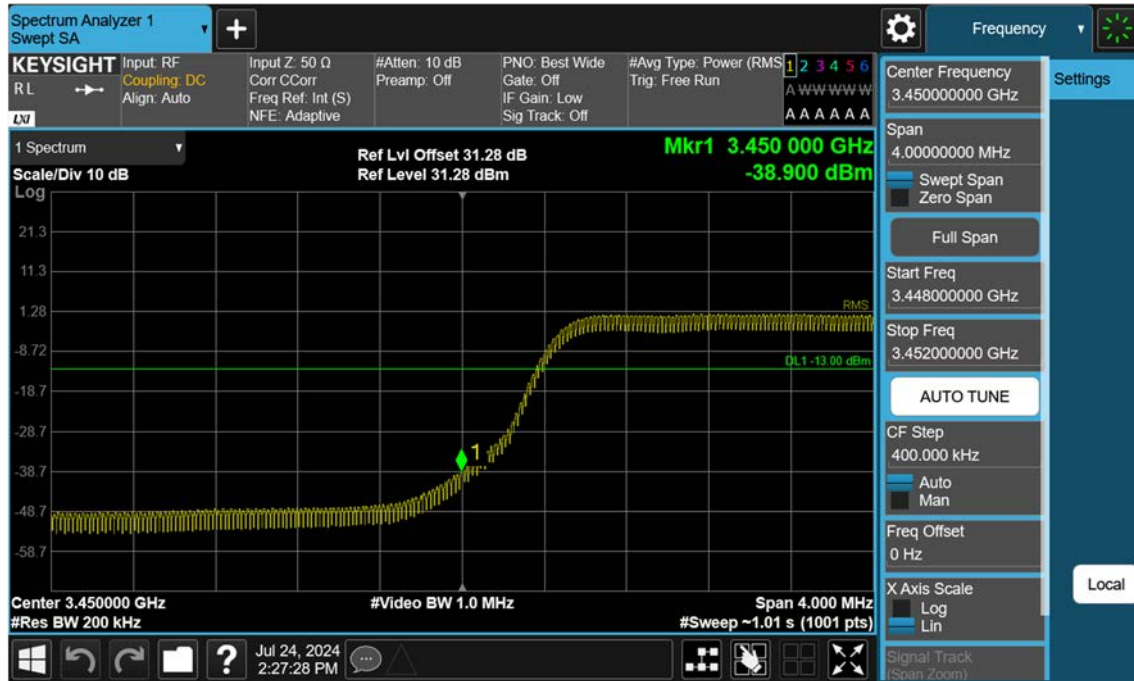 Spectrum Analyzer 1
Swept SA
+
Frequency
KEYSIGHT
RL
LXI
Input: RF
Coupling: DC
Align: Auto
Input Z: 50 Ω
Corr CCorr
Freq Ref: Int (S)
NFE: Adaptive
#Atten: 10 dB
Preamp: Off
PNO: Best Wide
Gate: Off
IF Gain: Low
Sig Track: Off
#Avg Type: Power (RMS
Trig: Free Run
1 2 3 4 5 6
A W W W W W
A A A A A A
1 Spectrum
Scale/Div 10 dB
Log
Ref Lvl Offset 31.28 dB
Ref Level 31.28 dBm
Mkr1 3.450 000 GHz
-38.900 dBm
21.3
11.3
1.28
-8.72
-18.7
-28.7
-38.7
-48.7
-58.7
RMS
DL1 -13.00 dBm
1
Center 3.450000 GHz
#Res BW 200 kHz
#Video BW 1.0 MHz
Span 4.000 MHz
#Sweep ~1.01 s (1001 pts)
Center Frequency
3.450000000 GHz
Settings
Span
4.00000000 MHz
Swept Span
Zero Span
Full Span
Start Freq
3.448000000 GHz
Stop Freq
3.452000000 GHz
AUTO TUNE
CF Step
400.000 kHz
Auto
Man
Freq Offset
0 Hz
X Axis Scale
Log
Lin
Local
Signal Track
(Span Zoom)
?
Jul 24, 2024
2:27:28 PM